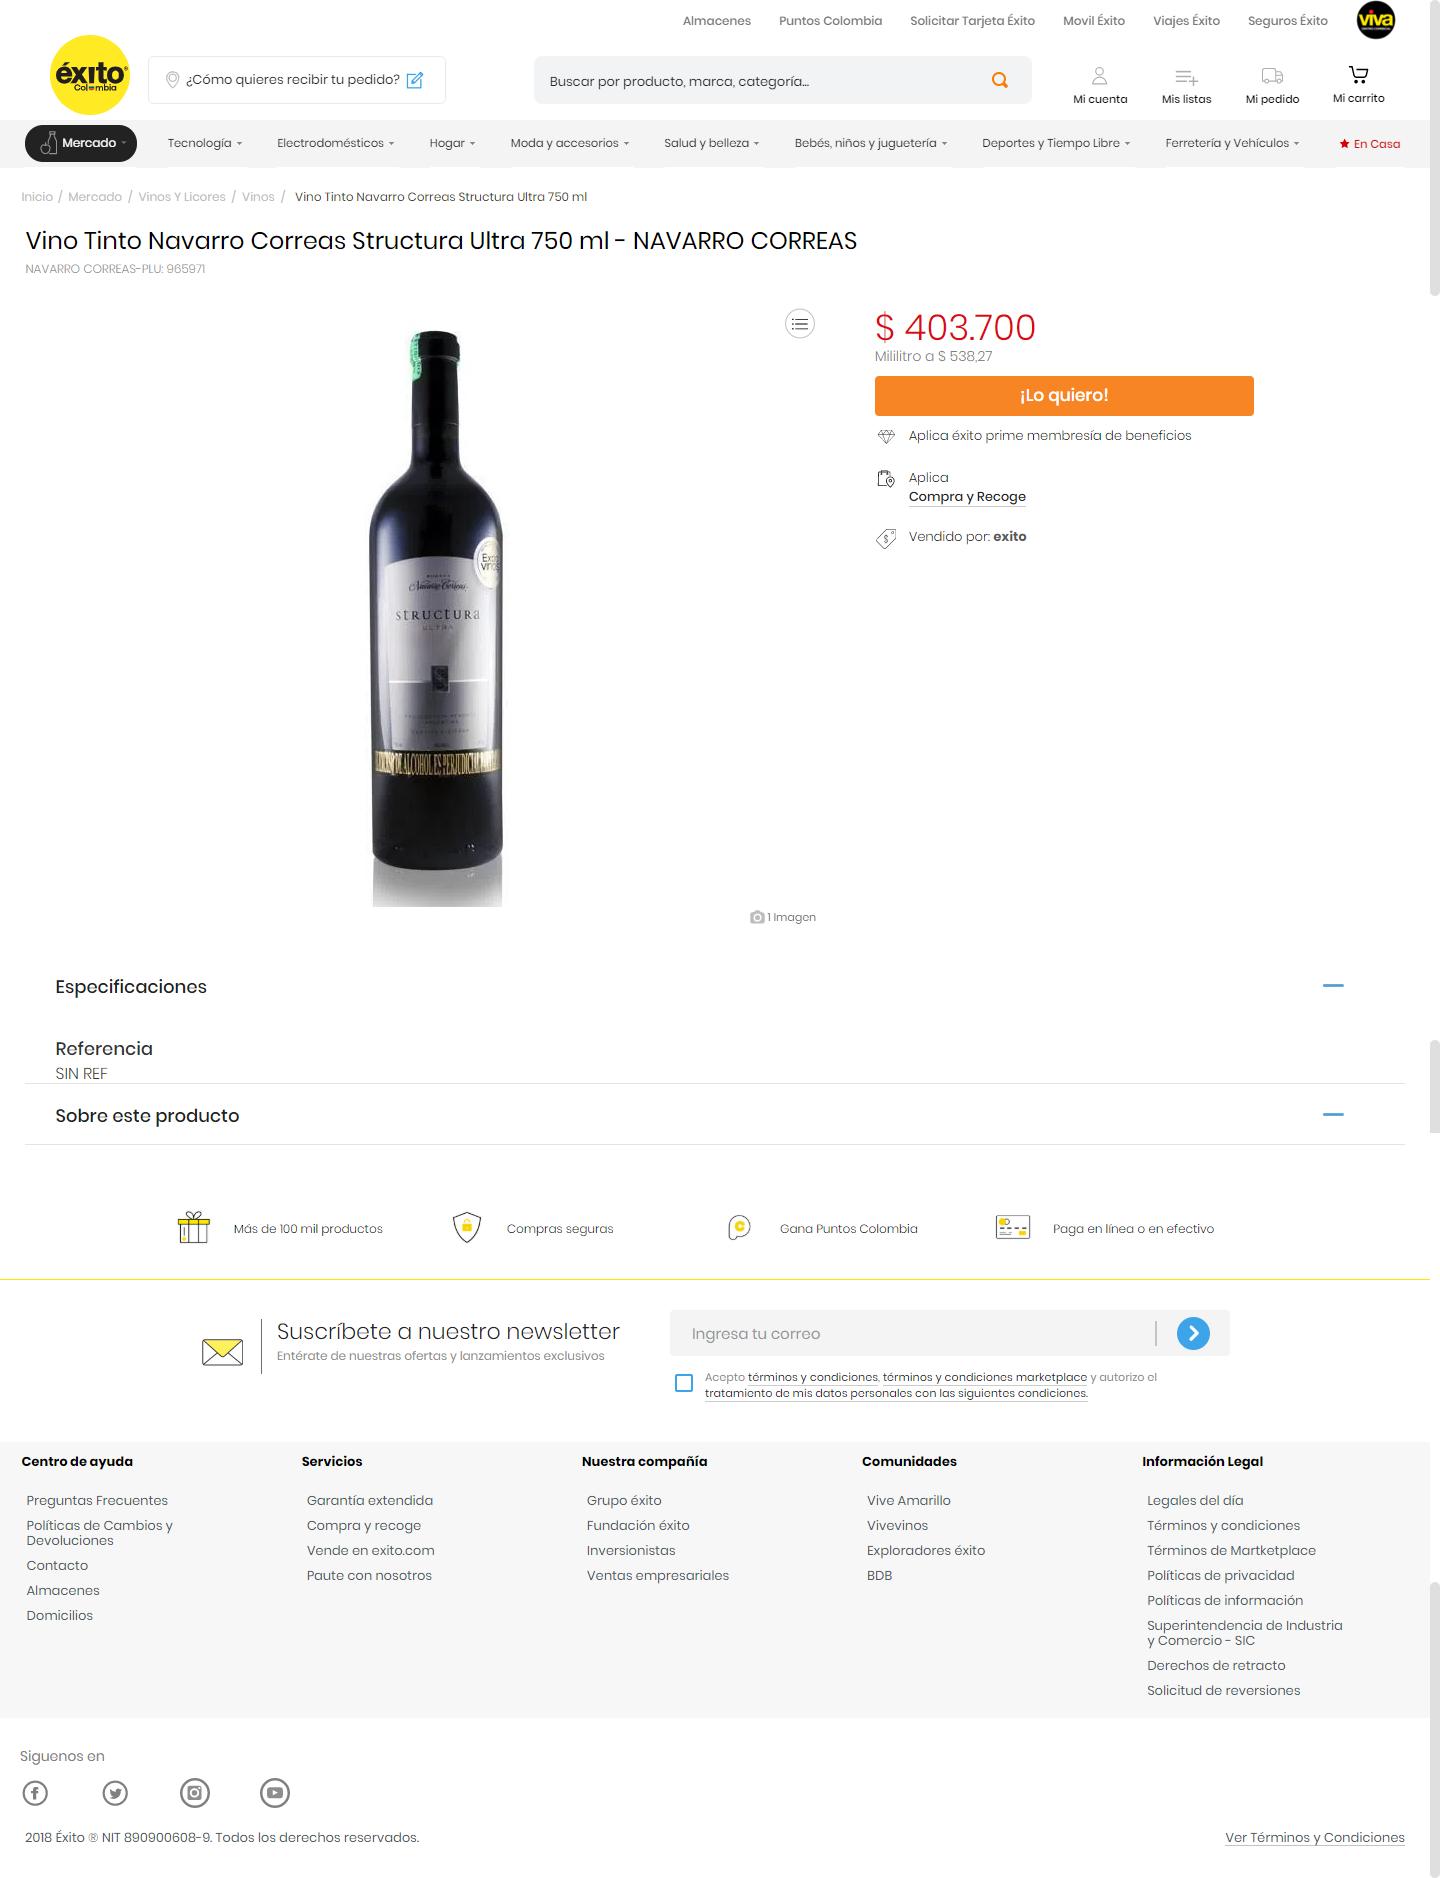 Almacenes Puntos Colombia Solicitar Tarjeta Éxito Movil Éxito Viajes Éxito Seguros Éxito viva
éxito
Colombia
¿Cómo quieres recibir tu pedido?
Buscar por producto, marca, categoría...
Mi cuenta Mis listas Mi pedido Mi carrito
Mercado Tecnología Electrodomésticos Hogar Moda y accesorios Salud y belleza Bebés, niños y juguetería Deportes y Tiempo Libre Ferretería y Vehículos En Casa
Inicio / Mercado / Vinos Y Licores / Vinos / Vino Tinto Navarro Correas Structura Ultra 750 ml
Vino Tinto Navarro Correas Structura Ultra 750 ml - NAVARRO CORREAS
NAVARRO CORREAS-PLU: 965971
$ 403.700
Mililitro a $ 538,27
¡Lo quiero!
Aplica éxito prime membresía de beneficios
Aplica
Compra y Recoge
Vendido por: exito
Navarro Correas
STRUCTURA
ULTRA
DE ALCOHOL ES PERJUDICIAL
1 Imagen
Especificaciones
Referencia
SIN REF
Sobre este producto
Más de 100 mil productos Compras seguras Gana Puntos Colombia Paga en línea o en efectivo
Suscríbete a nuestro newsletter
Entérate de nuestras ofertas y lanzamientos exclusivos
Ingresa tu correo
Acepto términos y condiciones, términos y condiciones marketplace y autorizo el
tratamiento de mis datos personales con las siguientes condiciones.
Centro de ayuda
Preguntas Frecuentes
Políticas de Cambios y
Devoluciones
Contacto
Almacenes
Domicilios
Servicios
Garantía extendida
Compra y recoge
Vende en exito.com
Paute con nosotros
Nuestra compañía
Grupo éxito
Fundación éxito
Inversionistas
Ventas empresariales
Comunidades
Vive Amarillo
Vivevinos
Exploradores éxito
BDB
Información Legal
Legales del día
Términos y condiciones
Términos de Martketplace
Políticas de privacidad
Políticas de información
Superintendencia de Industria
y Comercio - SIC
Derechos de retracto
Solicitud de reversiones
Siguenos en
2018 Éxito ® NIT 890900608-9. Todos los derechos reservados.
Ver Términos y Condiciones